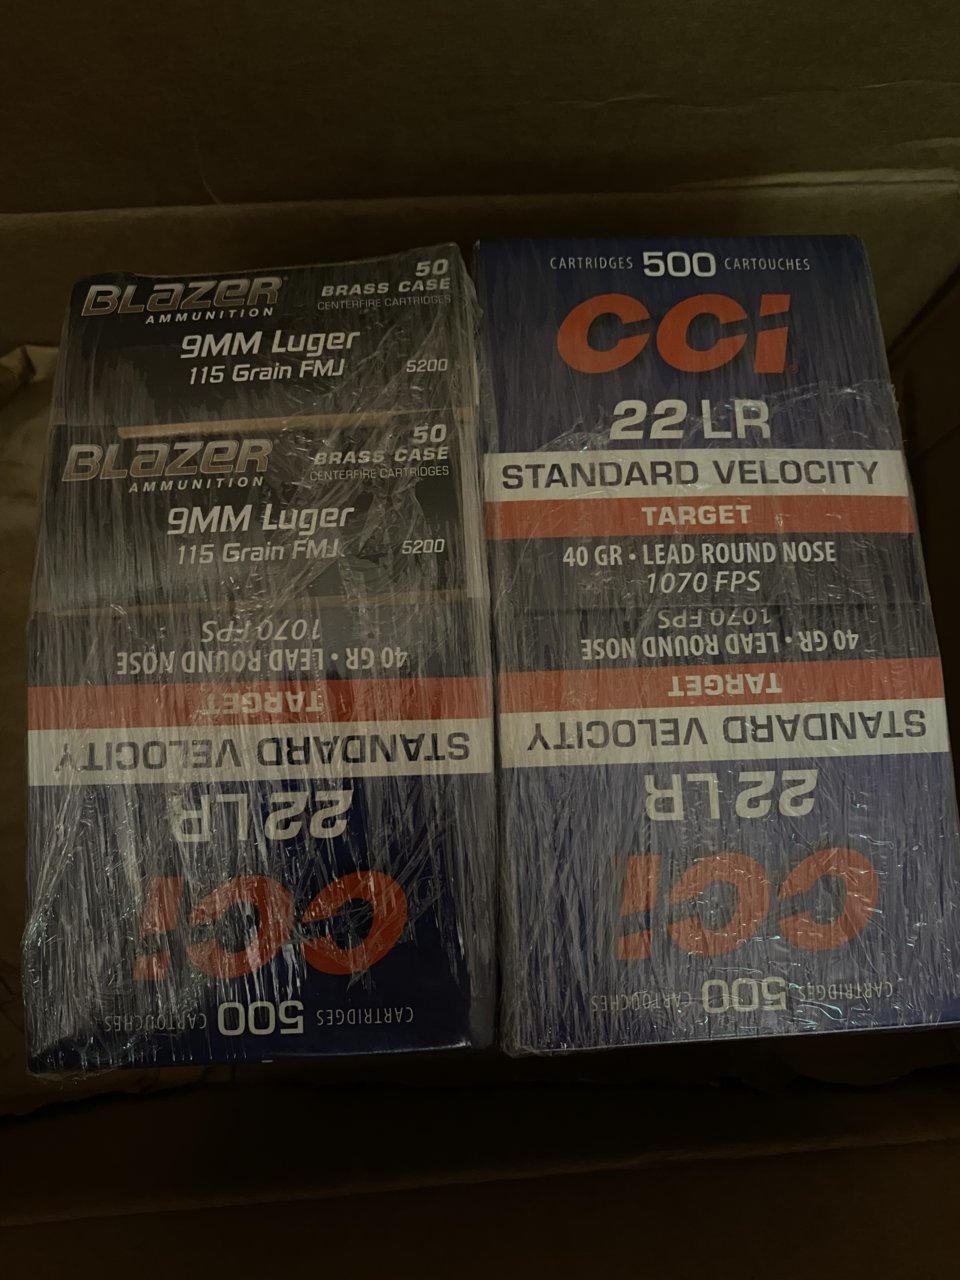 BLAZER
AMMUNITION
50
BRASS CASE
CENTERFIRE CARTRIDGES
9MM Luger
115 Grain FMJ
5200
BLAZER
AMMUNITION
50
BRASS CASE
CENTERFIRE CARTRIDGES
9MM Luger
115 Grain FMJ
5200
CARTRIDGES 500 CARTOUCHES
CCI
22 LR
STANDARD VELOCITY
TARGET
40 GR • LEAD ROUND NOSE
1070 FPS
CARTRIDGES 500 CARTOUCHES
CCI
22 LR
STANDARD VELOCITY
TARGET
40 GR • LEAD ROUND NOSE
1070 FPS
CARTRIDGES 500 CARTOUCHES
CCI
22 LR
STANDARD VELOCITY
TARGET
40 GR • LEAD ROUND NOSE
1070 FPS